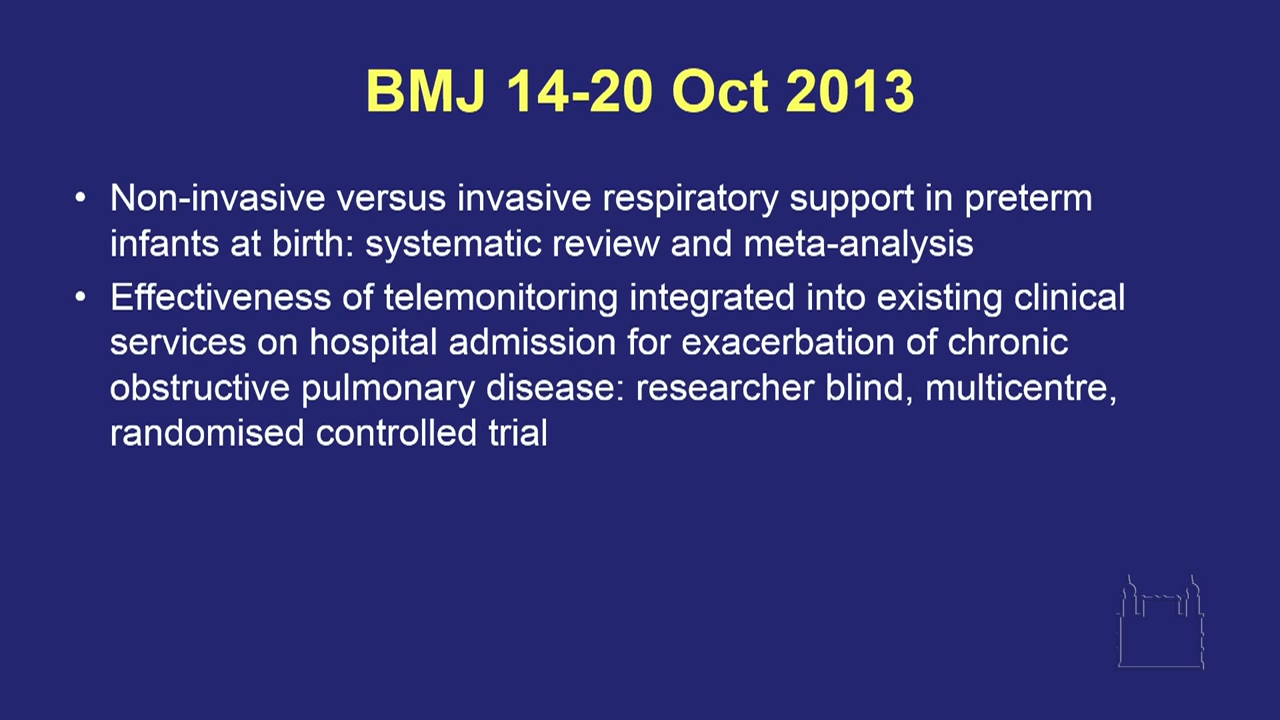 BMJ 14-20 Oct 2013
• Non-invasive versus invasive respiratory support in preterm
infants at birth: systematic review and meta-analysis
• Effectiveness of telemonitoring integrated into existing clinical
services on hospital admission for exacerbation of chronic
obstructive pulmonary disease: researcher blind, multicentre,
randomised controlled trial